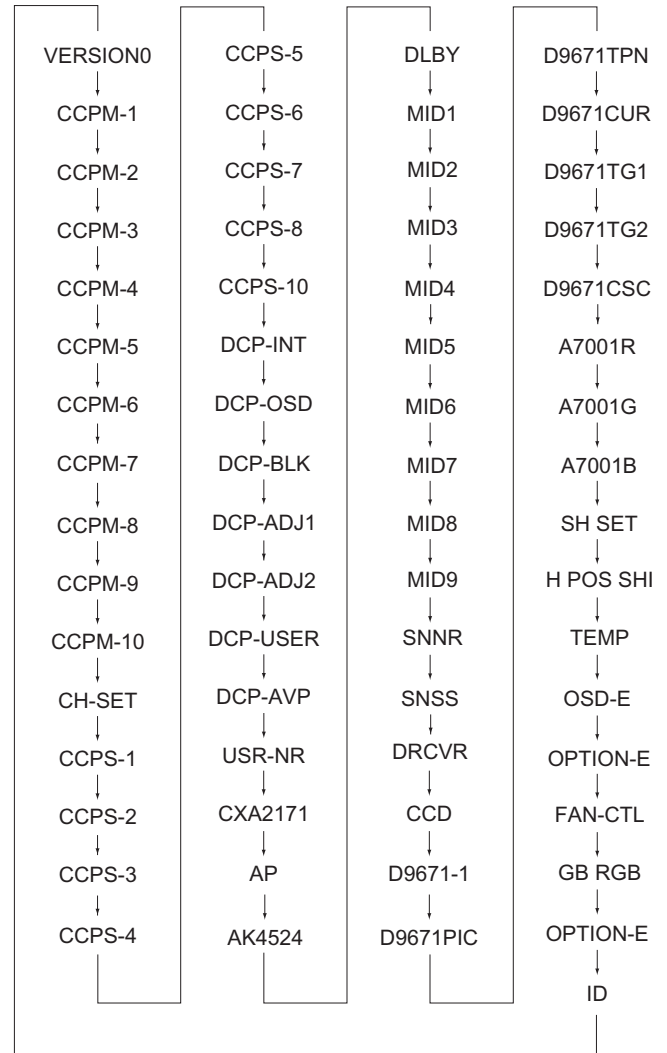 VERSION0
CCPM-1
CCPM-2
CCPM-3
CCPM-4
CCPM-5
CCPM-6
CCPM-7
CCPM-8
CCPM-9
CCPM-10
CH-SET
CCPS-1
CCPS-2
CCPS-3
CCPS-4
CCPS-5
CCPS-6
CCPS-7
CCPS-8
CCPS-10
DCP-INT
DCP-OSD
DCP-BLK
DCP-ADJ1
DCP-ADJ2
DCP-USER
DCP-AVP
USR-NR
CXA2171
AP
AK4524
DLBY
MID1
MID2
MID3
MID4
MID5
MID6
MID7
MID8
MID9
SNNR
SNSS
DRCVR
CCD
D9671-1
D9671PIC
D9671TPN
D9671CUR
D9671TG1
D9671TG2
D9671CSC
A7001R
A7001G
A7001B
SH SET
H POS SHI
TEMP
OSD-E
OPTION-E
FAN-CTL
GB RGB
OPTION-E
ID